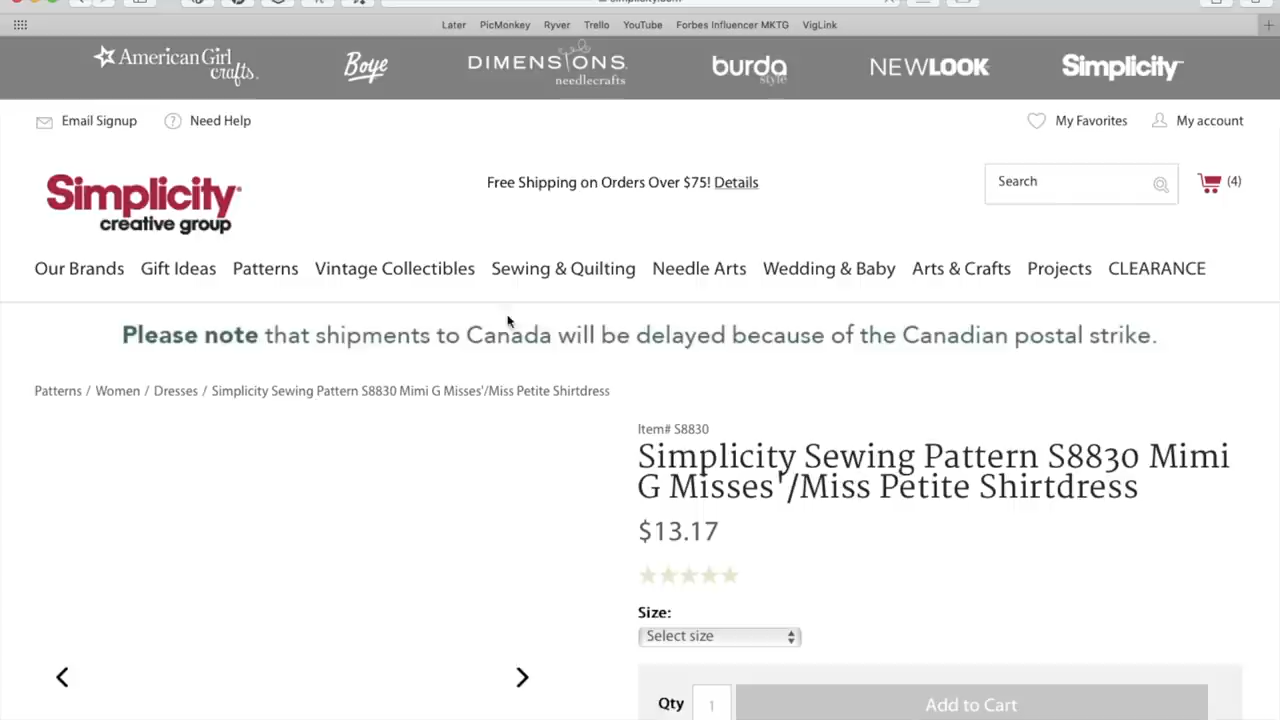 simplicity.com
Later PicMonkey Ryver Trello YouTube Forbes Influencer MKTG VigLink
American Girl crafts Boye DIMENSIONS needlecrafts burda style NEWLOOK Simplicity
Email Signup Need Help My Favorites My account
Simplicity creative group
Free Shipping on Orders Over $75! Details
Search (4)
Our Brands Gift Ideas Patterns Vintage Collectibles Sewing & Quilting Needle Arts Wedding & Baby Arts & Crafts Projects CLEARANCE
Please note that shipments to Canada will be delayed because of the Canadian postal strike.
Patterns / Women / Dresses / Simplicity Sewing Pattern S8830 Mimi G Misses'/Miss Petite Shirtdress
Item# S8830
Simplicity Sewing Pattern S8830 Mimi
G Misses'/Miss Petite Shirtdress
$13.17
Size:
Select size
Qty 1 Add to Cart